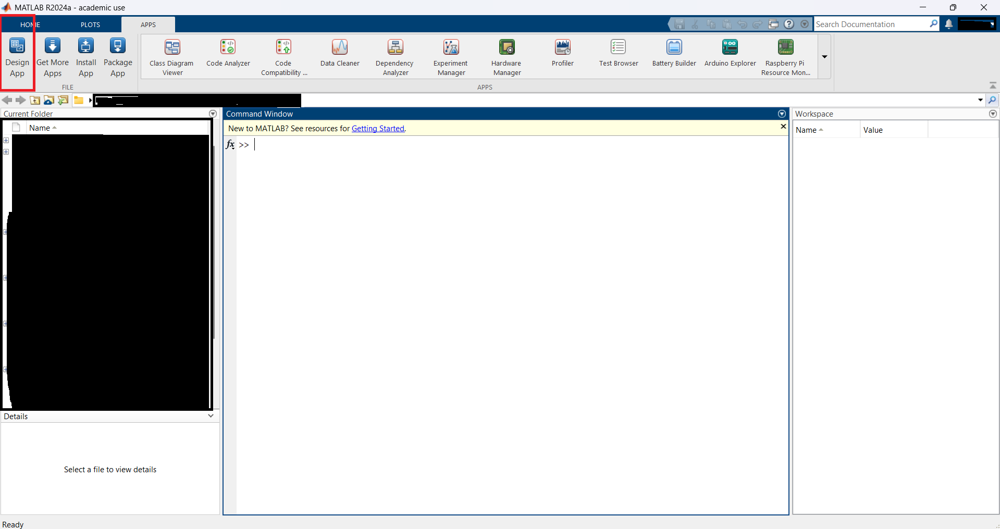 MATLAB R2024a - academic use
HOME PLOTS APPS
Search Documentation
Design App
Get More Apps
Install App
Package App
Class Diagram Viewer
Code Analyzer
Code Compatibility ...
Data Cleaner
Dependency Analyzer
Experiment Manager
Hardware Manager
Profiler
Test Browser
Battery Builder
Arduino Explorer
Raspberry Pi Resource Mon...
FILE
APPS
Current Folder
Name
Command Window
New to MATLAB? See resources for Getting Started.
fx >>
Workspace
Name Value
Details
Select a file to view details
Ready